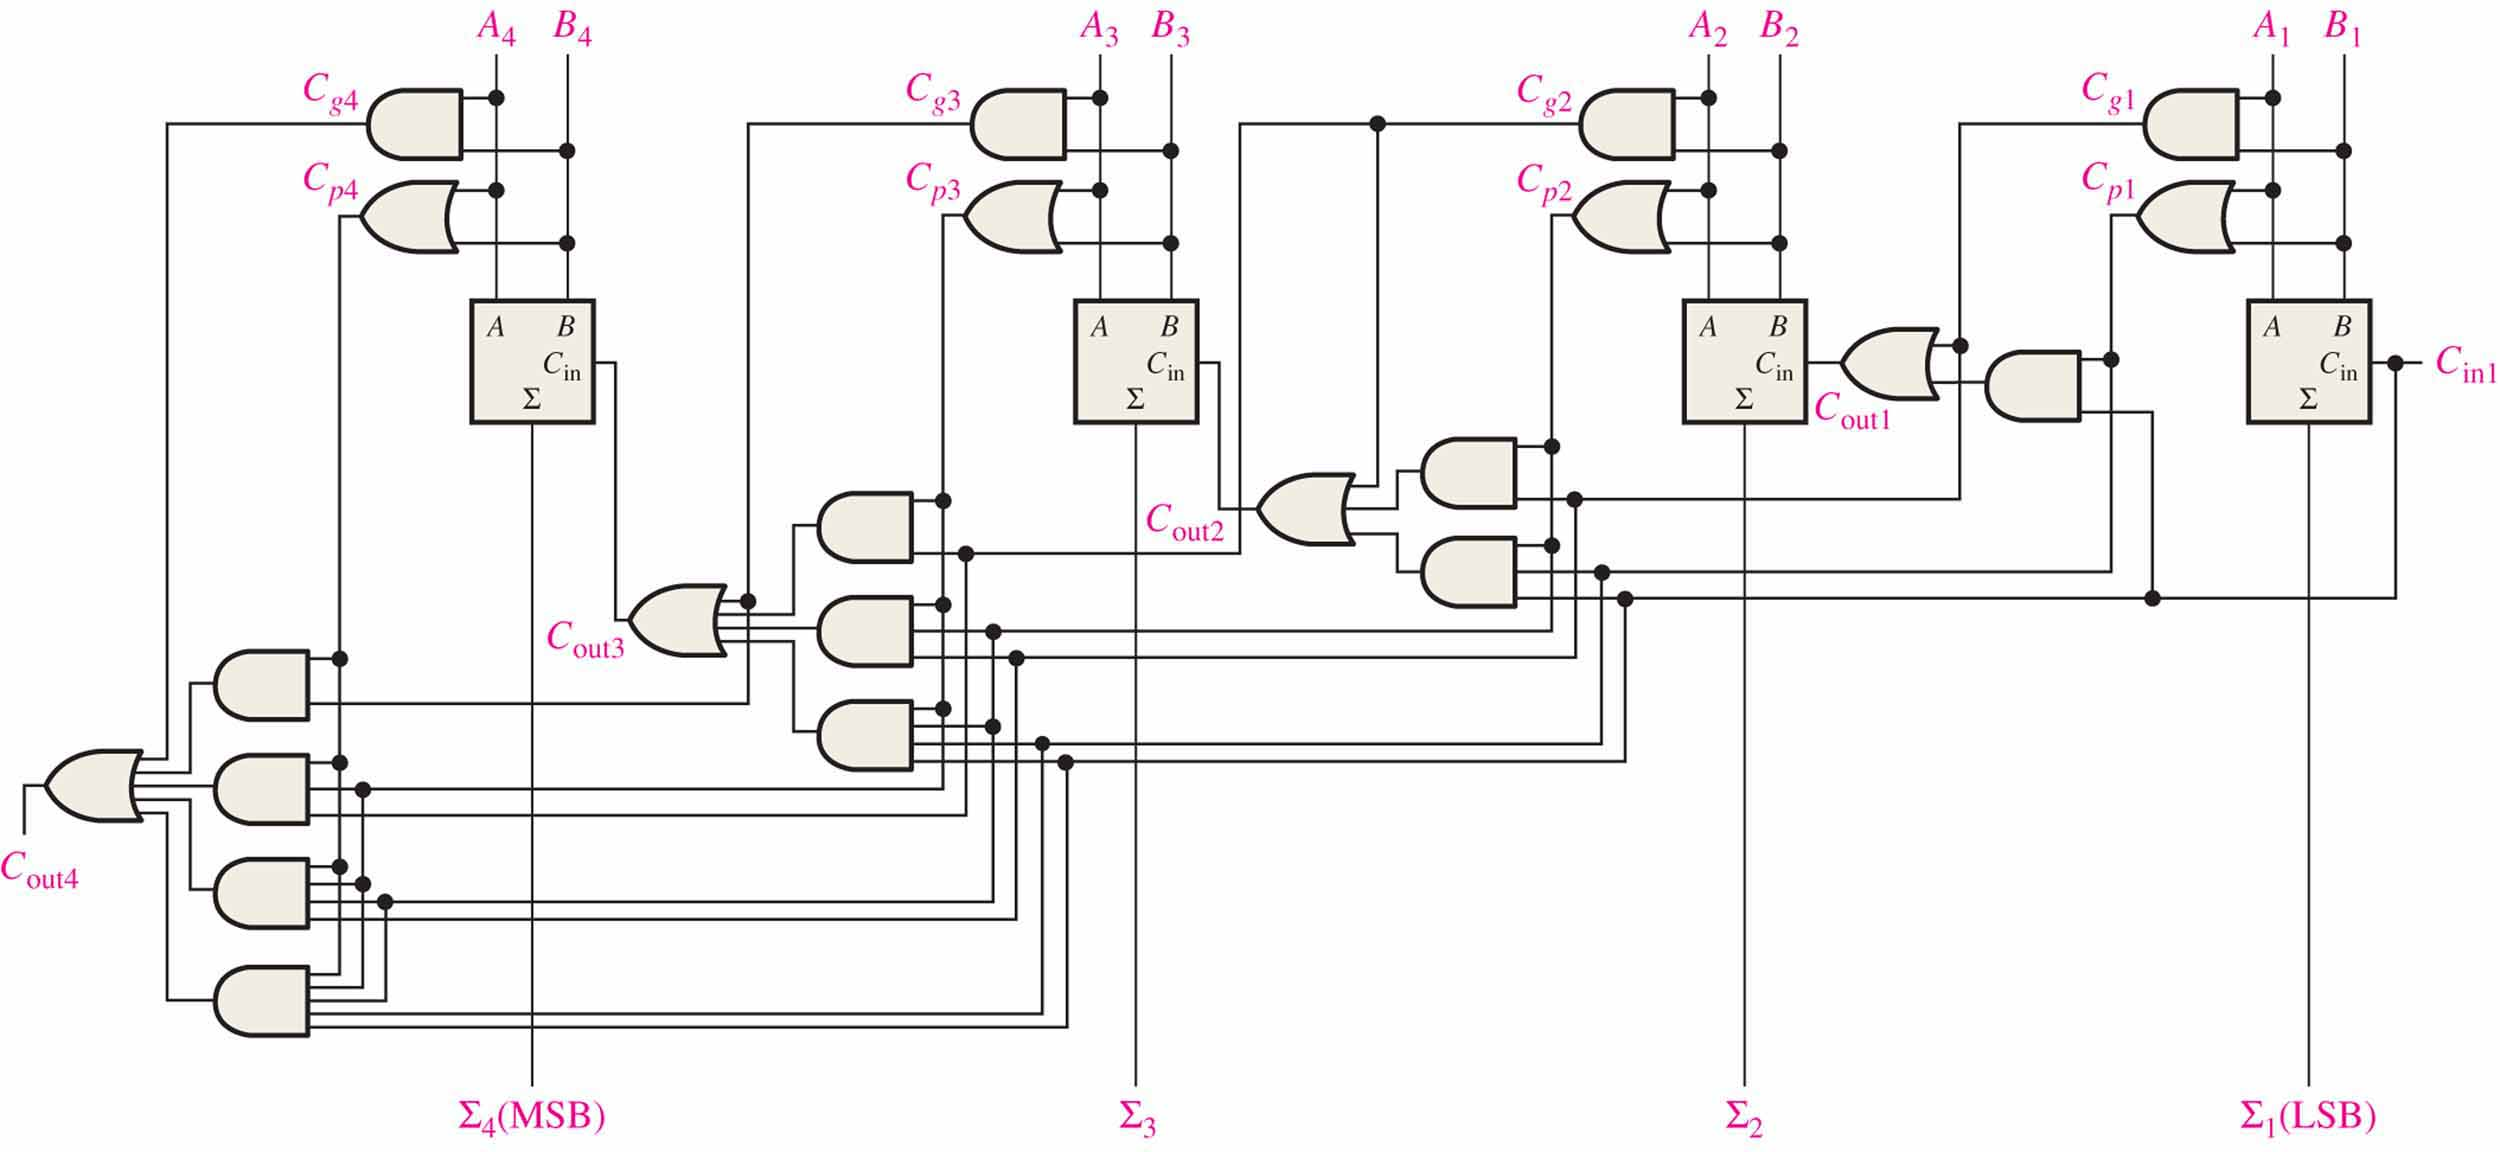 A4 B4 A3 B3 A2 B2 A1 B1
Cg4 Cg3 Cg2 Cg1
Cp4 Cp3 Cp2 Cp1
A B A B A B A B
Cin Cin Cin Cin Cin1
Σ Σ Σ Σ
Cout1
Cout2
Cout3
Cout4
Σ4(MSB) Σ3 Σ2 Σ1(LSB)